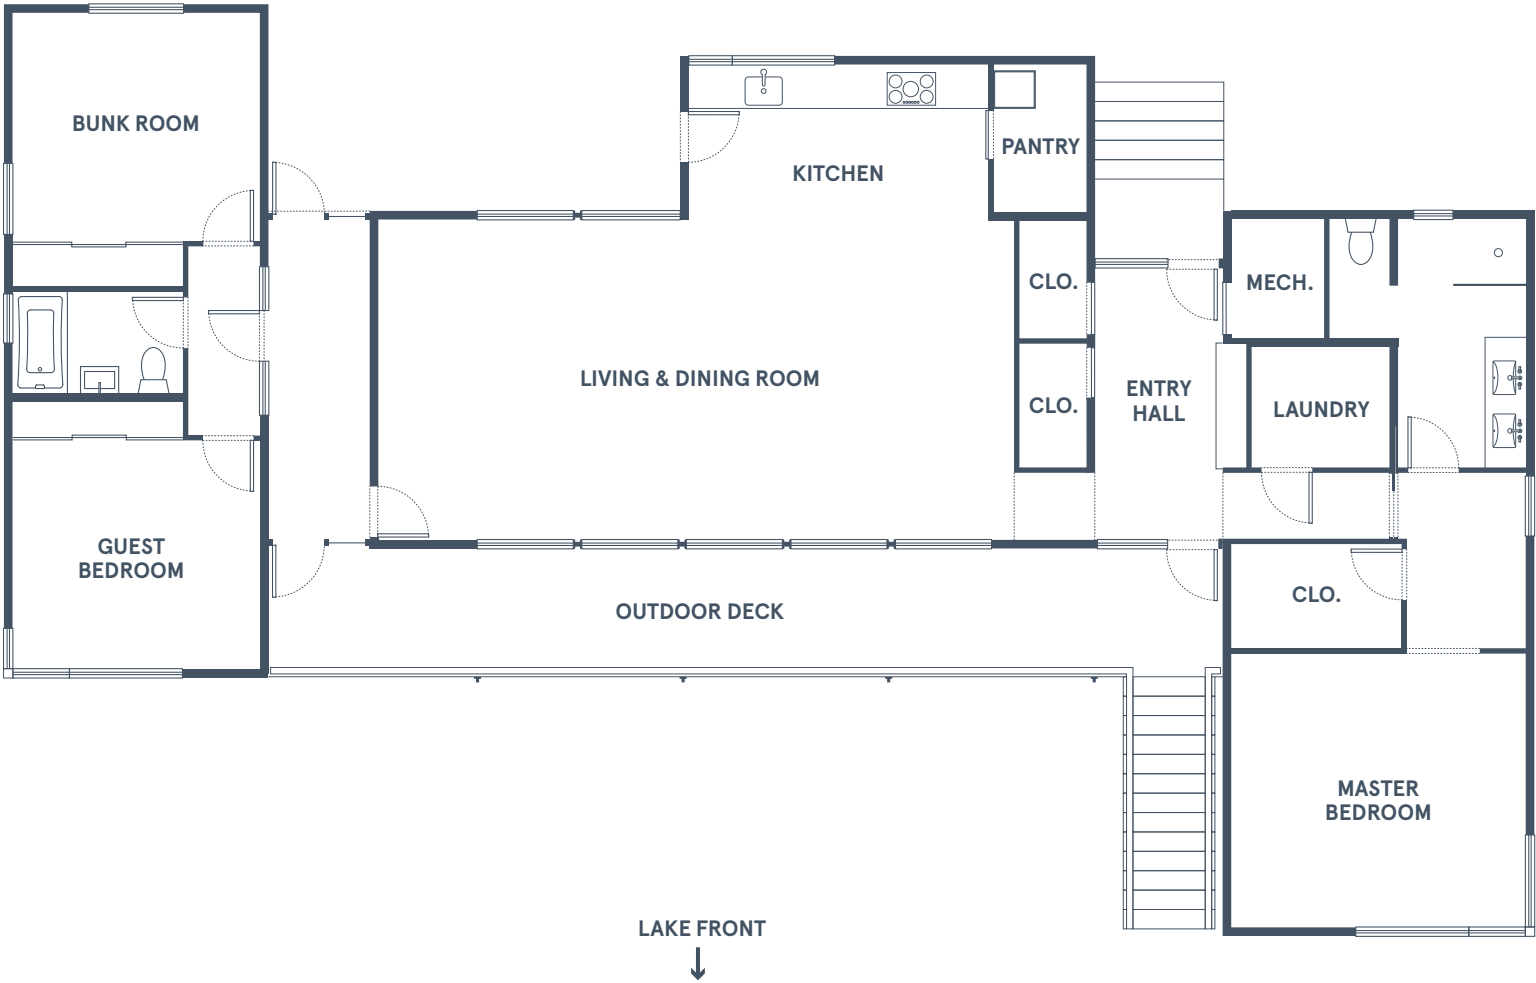 BUNK ROOM
PANTRY
KITCHEN
CLO.
MECH.
LIVING & DINING ROOM
ENTRY
HALL
CLO.
LAUNDRY
GUEST
BEDROOM
CLO.
OUTDOOR DECK
MASTER
BEDROOM
LAKE FRONT